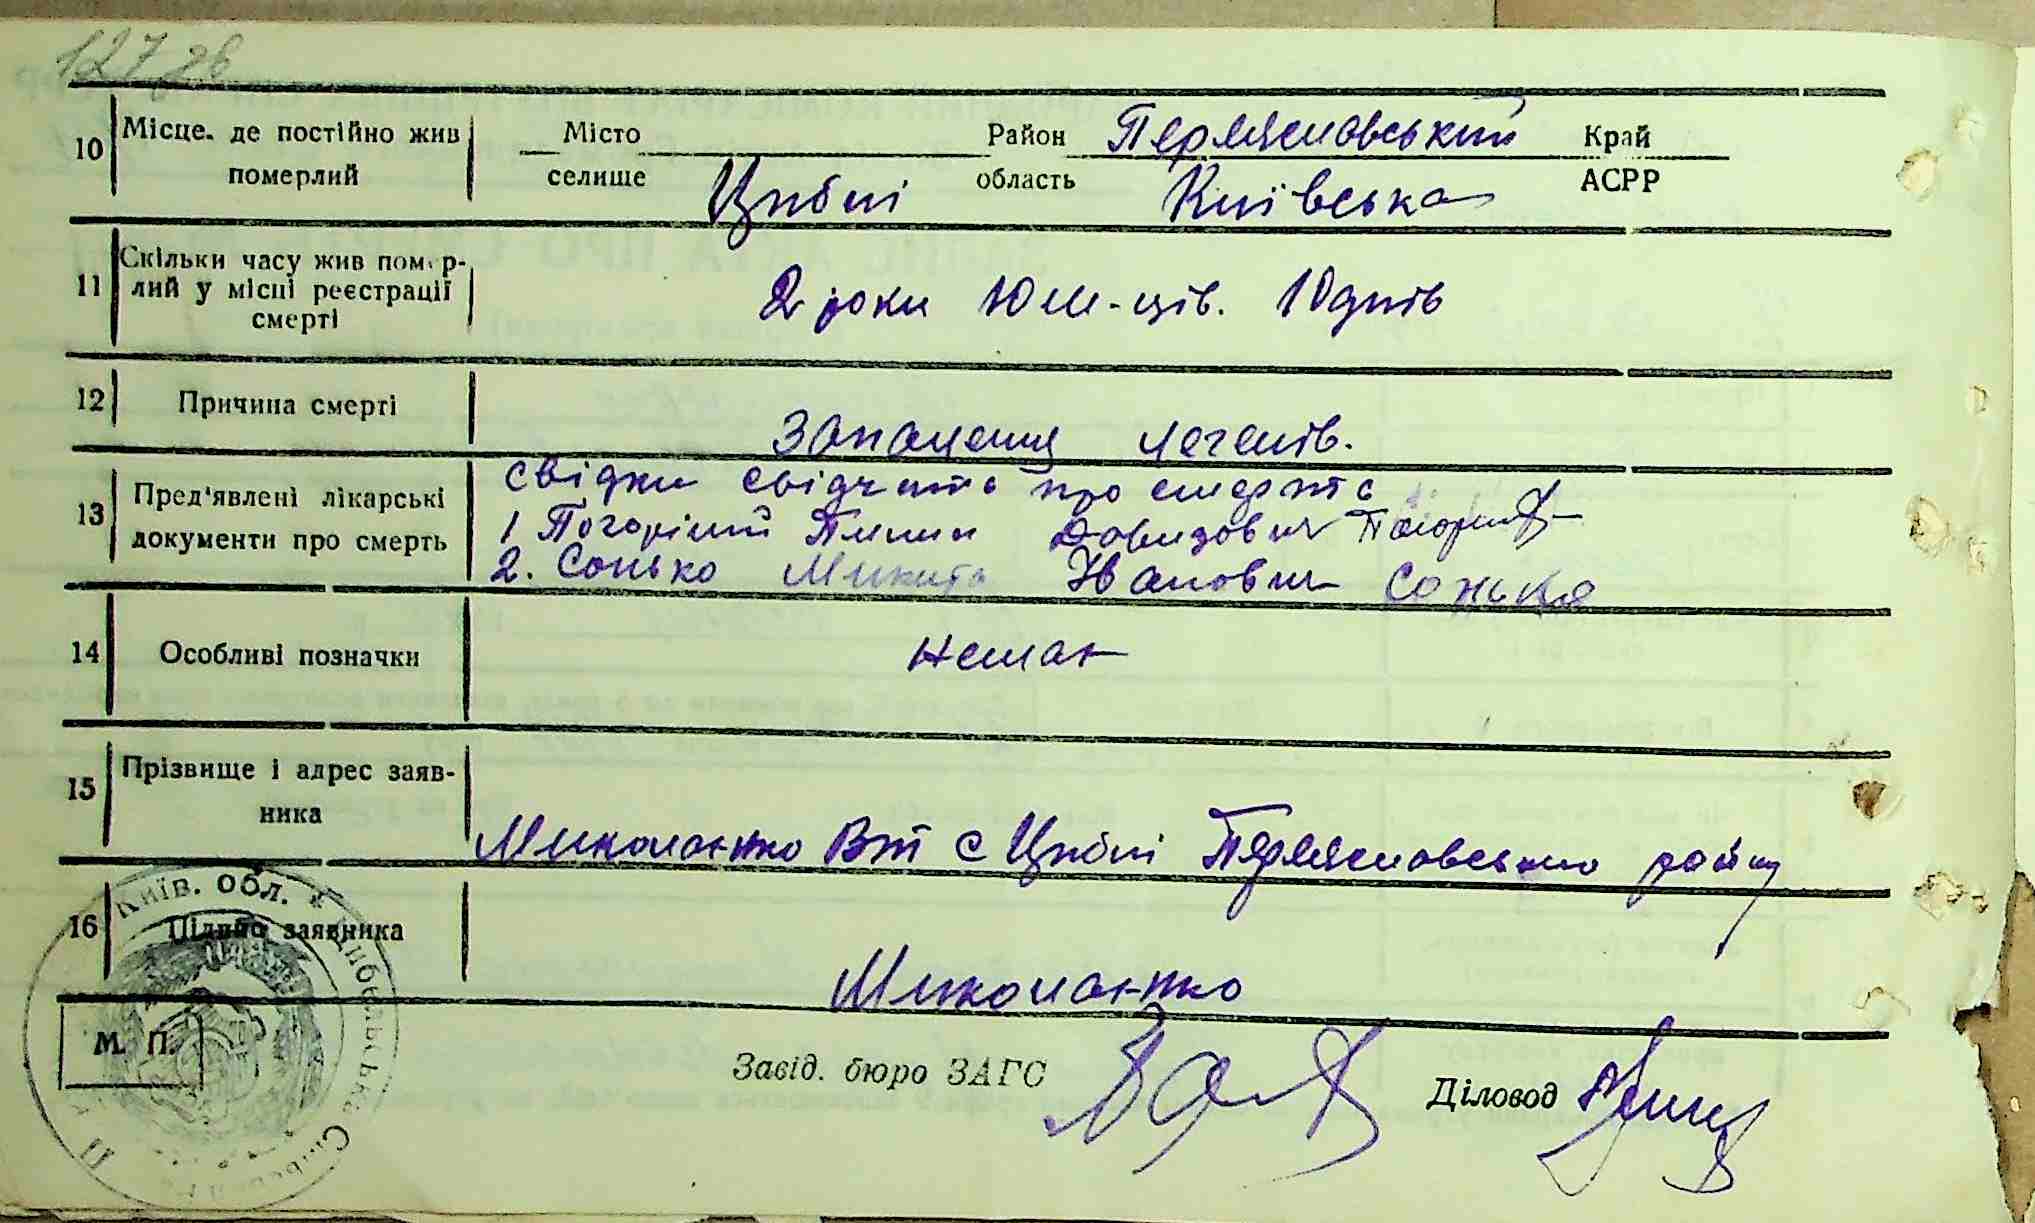 127 зв
10 Місце. де постійно жив померлий
Місто Район Переяславський Край
селище Циблі область Київська АСРР
11 Скільки часу жив помер-
лий у місці реєстрації
смерті
2 роки 10 м-ців. 10 днів
12 Причина смерті
Запалення легенів.
13 Пред'явлені лікарські
документи про смерть
Свідки свідчать про смерть
1 Погорілий Пилип Давидович
2. Сонько Микита Іванович Сонько
14 Особливі позначки
Немає
15 Прізвище і адрес заяв-
ника
Миколаєнко с Циблі Переяславського району
16 Підпис заявника
Миколаєнко
М. П.
Київ. обл. * Цибельська
Завід. бюро ЗАГС
Діловод